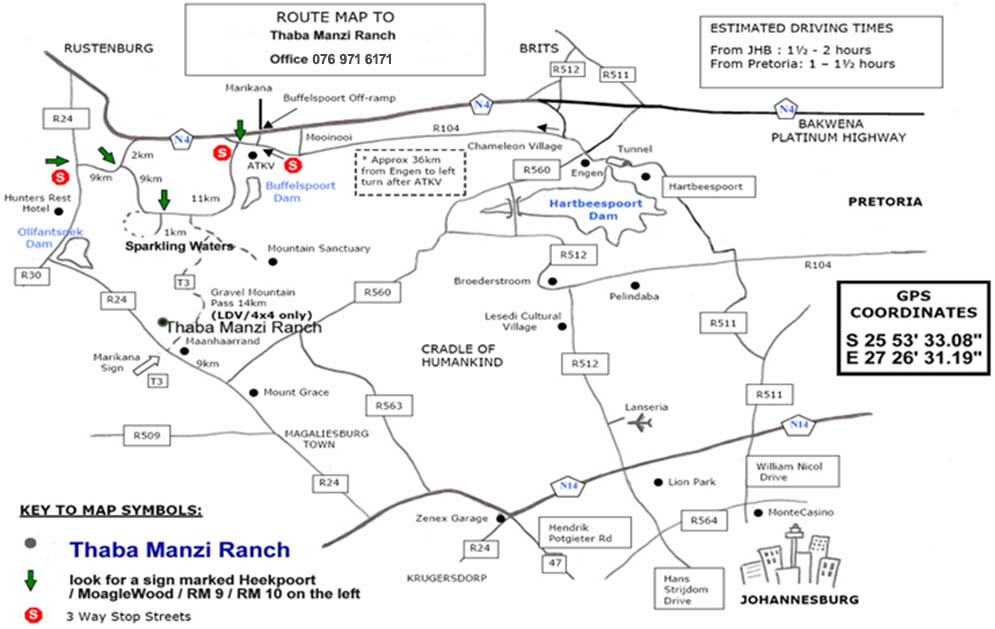 ROUTE MAP TO
Thaba Manzi Ranch
Office 076 971 6171
ESTIMATED DRIVING TIMES
From JHB : 1½ - 2 hours
From Pretoria: 1 – 1½ hours
RUSTENBURG
BRITS
R512
R511
Marikana
Buffelspoort Off-ramp
N4
N4
N4
R24
BAKWENA
PLATINUM HIGHWAY
R104
Mooinooi
Chameleon Village
Tunnel
2km
S
S
ATKV
* Approx 36km
from Engen to left
turn after ATKV
R560
Engen
Hartbeespoort
S
9km
9km
11km
Buffelspoort
Dam
Hartbeespoort
Dam
PRETORIA
Hunters Rest
Hotel
Olifantsnek
Dam
1km
Sparkling Waters
Mountain Sanctuary
R512
R104
R30
T3
R24
Gravel Mountain
Pass 14km
(LDV/4x4 only)
R560
Broederstroom
Pelindaba
GPS
COORDINATES
S 25 53' 33.08"
E 27 26' 31.19"
Thaba Manzi Ranch
Maanhaarrand
Lesedi Cultural
Village
R511
Marikana
Sign
9km
T3
CRADLE OF
HUMANKIND
R512
Mount Grace
R563
R511
Lanseria
R509
MAGALIESBURG
TOWN
N14
R24
N14
William Nicol
Drive
Lion Park
Zenex Garage
R564
MonteCasino
Hendrik
Potgieter Rd
R24
47
KRUGERSDORP
Hans
Strijdom
Drive
JOHANNESBURG
KEY TO MAP SYMBOLS:
Thaba Manzi Ranch
look for a sign marked Heekpoort
/ MoagleWood / RM 9 / RM 10 on the left
S
3 Way Stop Streets